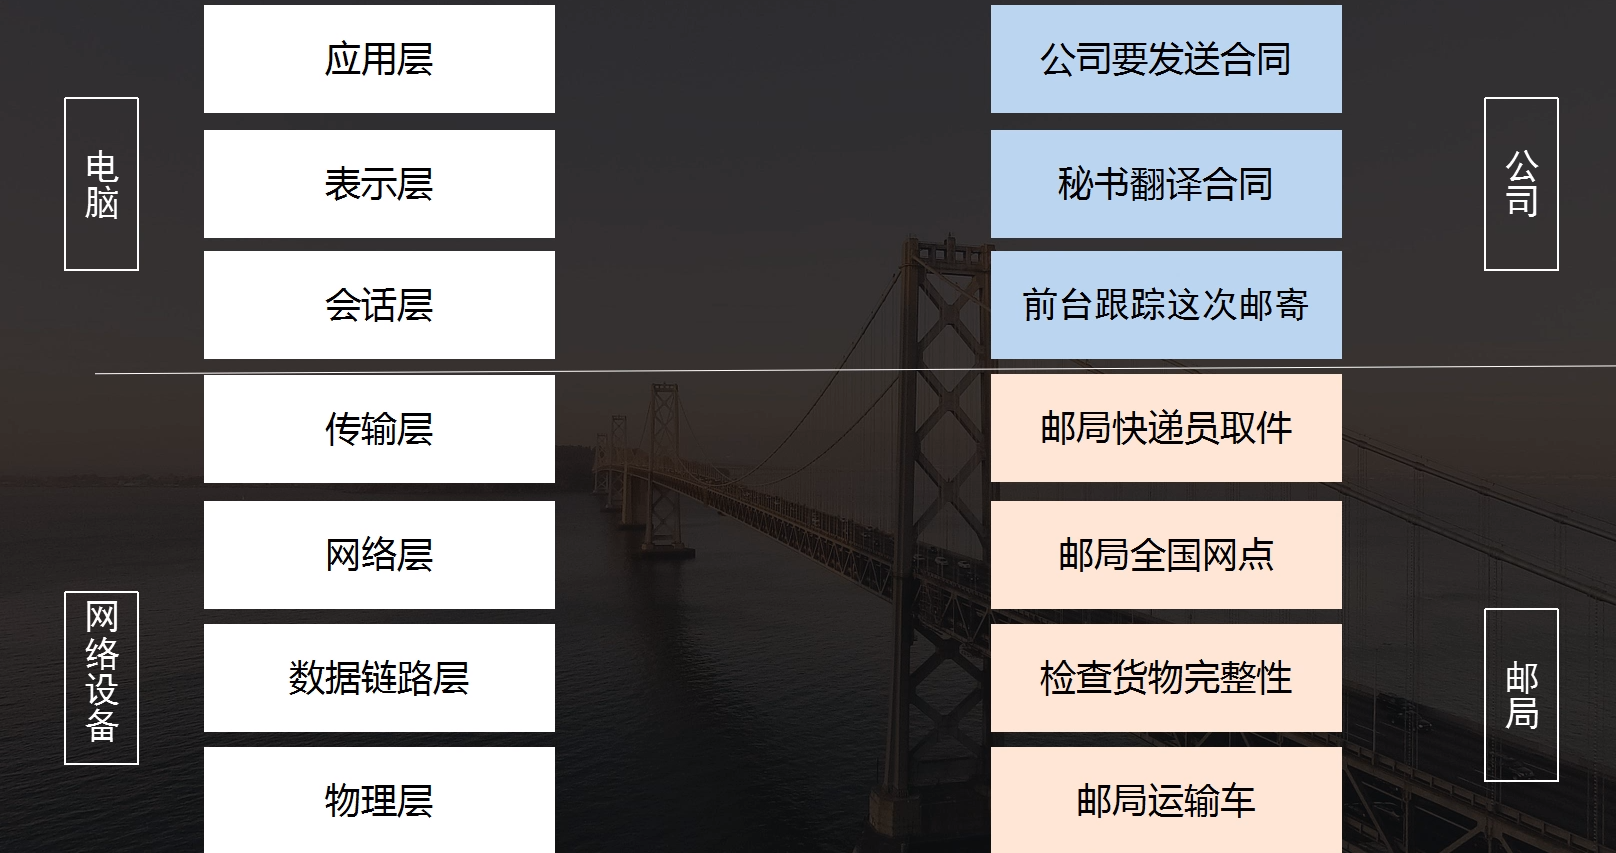 应用层
公司要发送合同
表示层
秘书翻译合同
电脑
公司
会话层
前台跟踪这次邮寄
传输层
邮局快递员取件
网络层
邮局全国网点
网络设备
邮局
数据链路层
检查货物完整性
物理层
邮局运输车